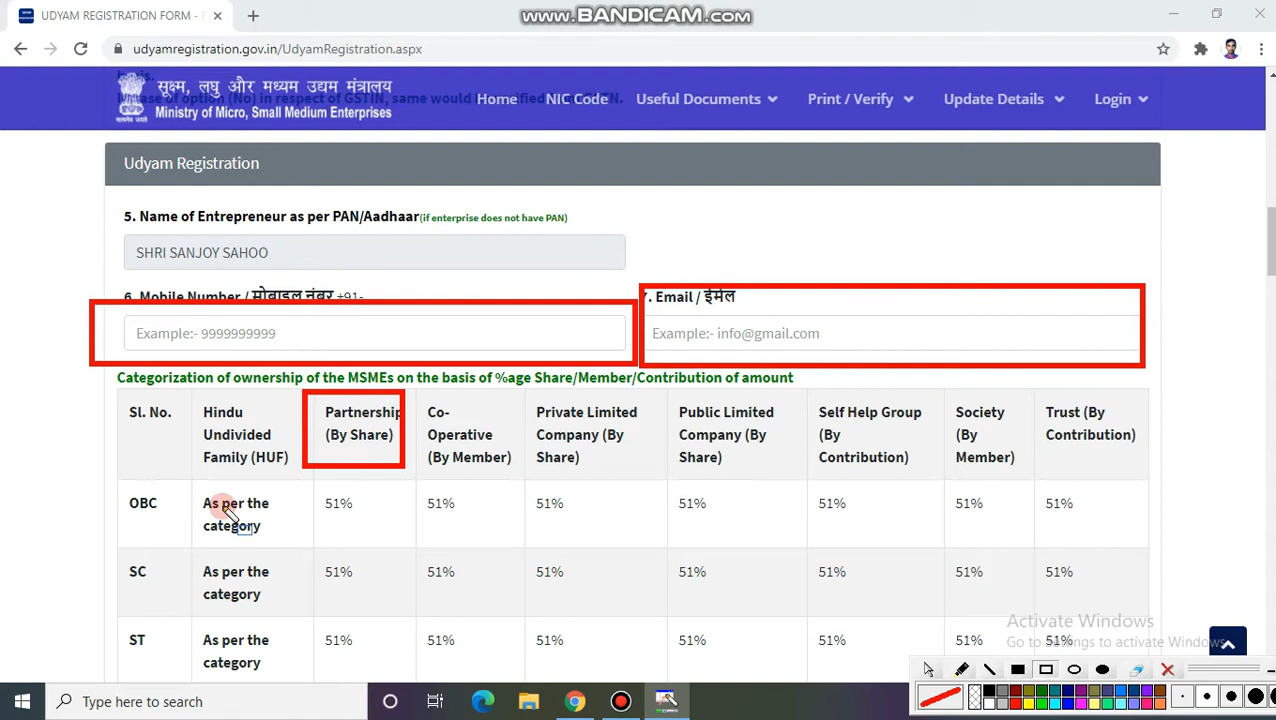 UDYAM REGISTRATION FORM -
www.BANDICAM.com
udyamregistration.gov.in/UdyamRegistration.aspx
basis.
सूक्ष्म, लघु और मध्यम उद्यम मंत्रालय
Ministry of Micro, Small Medium Enterprises
Home NIC Code Useful Documents Print / Verify Update Details Login
Udyam Registration
5. Name of Entrepreneur as per PAN/Aadhaar(if enterprise does not have PAN)
SHRI SANJOY SAHOO
6. Mobile Number / मोबाइल नंबर +91-
7. Email / ईमेल
Example:- 9999999999
Example:- info@gmail.com
Categorization of ownership of the MSMEs on the basis of %age Share/Member/Contribution of amount
Sl. No. Hindu Undivided Family (HUF) Partnership (By Share) Co-Operative (By Member) Private Limited Company (By Share) Public Limited Company (By Share) Self Help Group (By Contribution) Society (By Member) Trust (By Contribution)
OBC As per the category 51% 51% 51% 51% 51% 51% 51%
SC As per the category 51% 51% 51% 51% 51% 51% 51%
ST As per the category 51% 51% 51% 51% 51% 51% 51%
Activate Windows
Go to Settings to activate Windows.
Type here to search